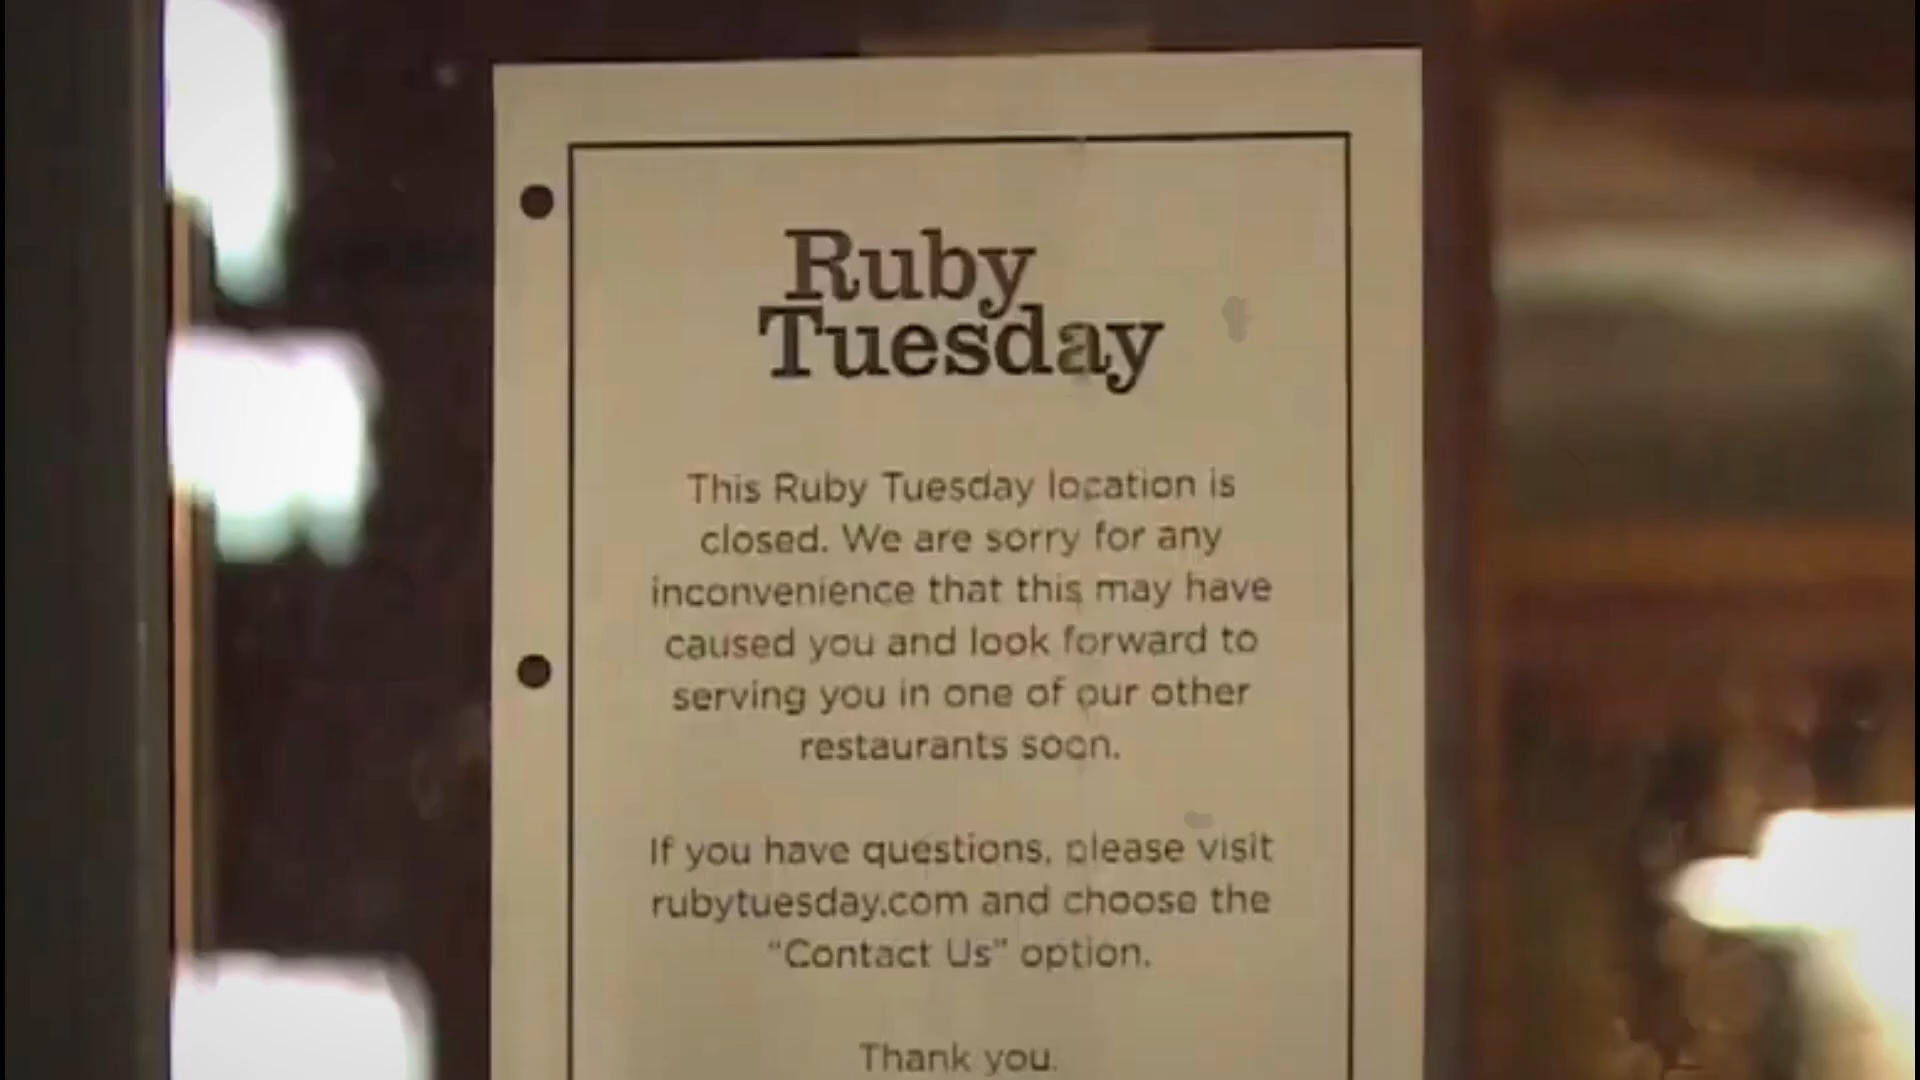 Ruby
Tuesday
This Ruby Tuesday location is
closed. We are sorry for any
inconvenience that this may have
caused you and look forward to
serving you in one of our other
restaurants soon.
If you have questions, please visit
rubytuesday.com and choose the
“Contact Us” option.
Thank you.